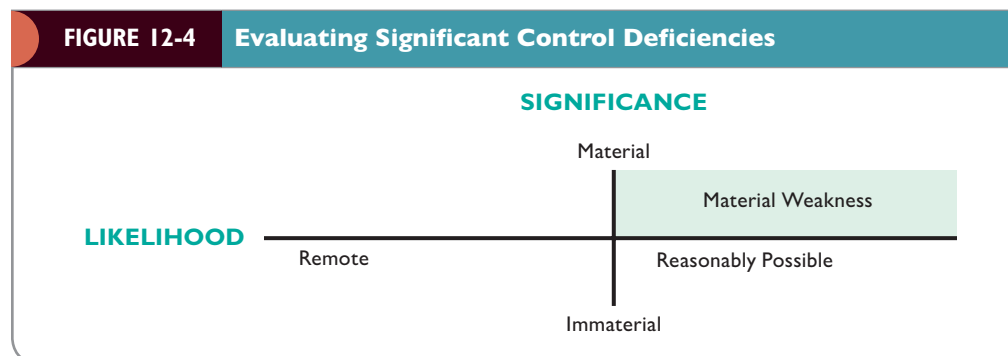 FIGURE 12-4 Evaluating Significant Control Deficiencies
SIGNIFICANCE
Material
Material Weakness
LIKELIHOOD
Remote
Reasonably Possible
Immaterial